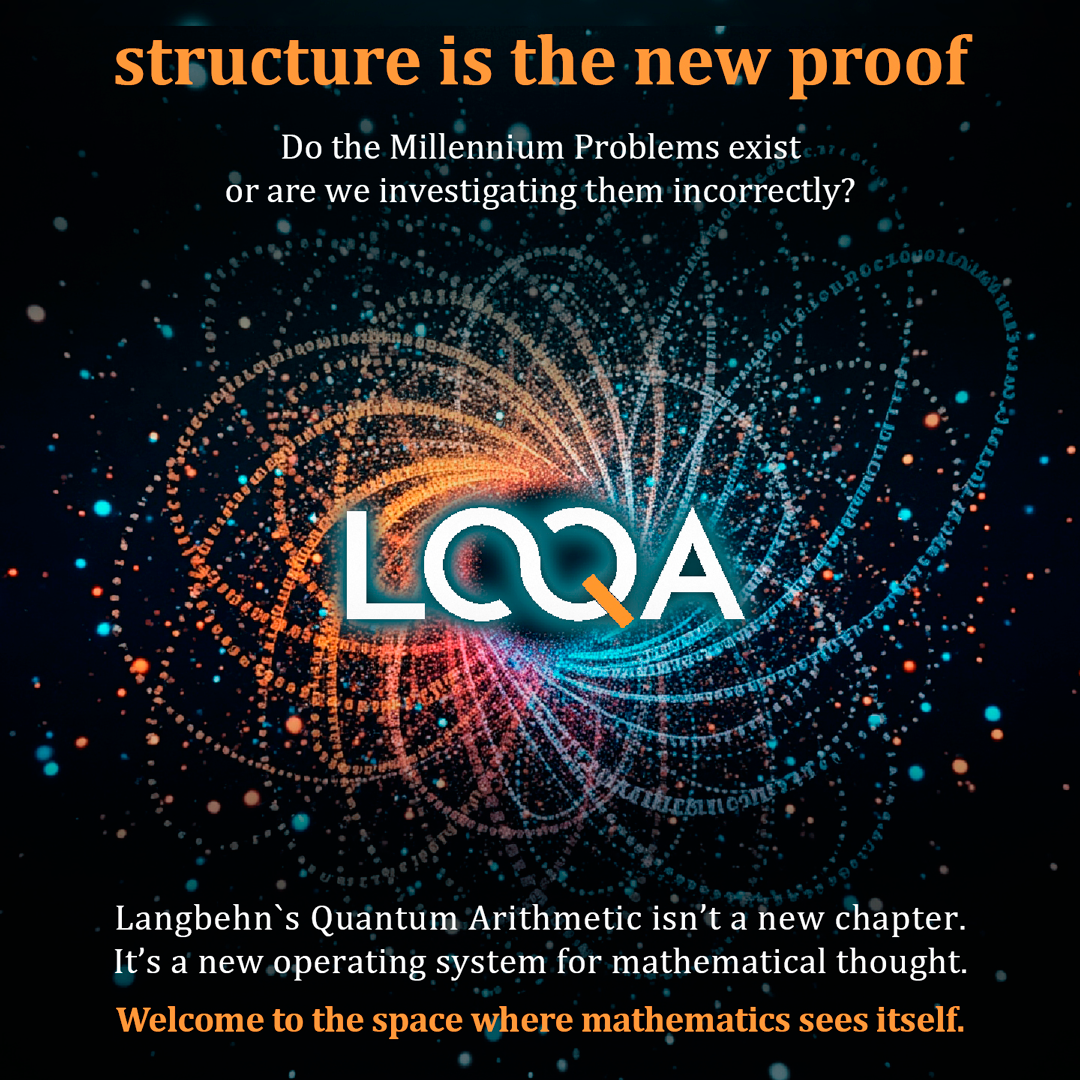 structure is the new proof
Do the Millennium Problems exist
or are we investigating them incorrectly?
LOQA
Langbehn`s Quantum Arithmetic isn’t a new chapter.
It’s a new operating system for mathematical thought.
Welcome to the space where mathematics sees itself.